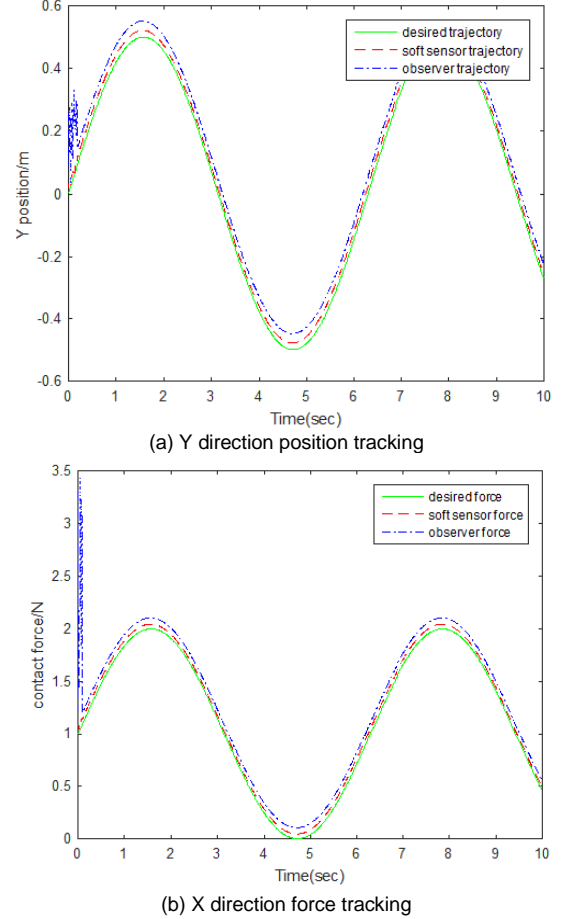 0.6
desired trajectory
soft sensor trajectory
observer trajectory
0.4
0.2
0
-0.2
-0.4
-0.6
Y position/m
0 1 2 3 4 5 6 7 8 9 10
Time(sec)
(a) Y direction position tracking
3.5
desired force
soft sensor force
observer force
3
2.5
2
1.5
1
0.5
0
contact force/N
0 1 2 3 4 5 6 7 8 9 10
Time(sec)
(b) X direction force tracking